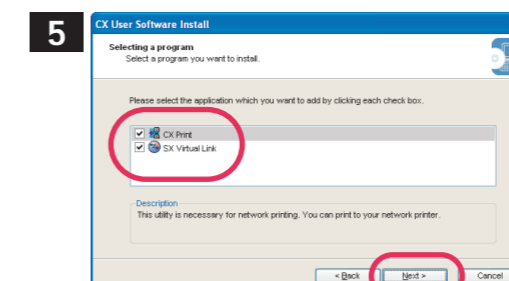 5
CX User Software Install
Selecting a program
Select a program you want to install.
Please select the application which you want to add by clicking each check box.
CX Print
SX Virtual Link
Description
This utility is necessary for network printing. You can print to your network printer.
< Back
Next >
Cancel